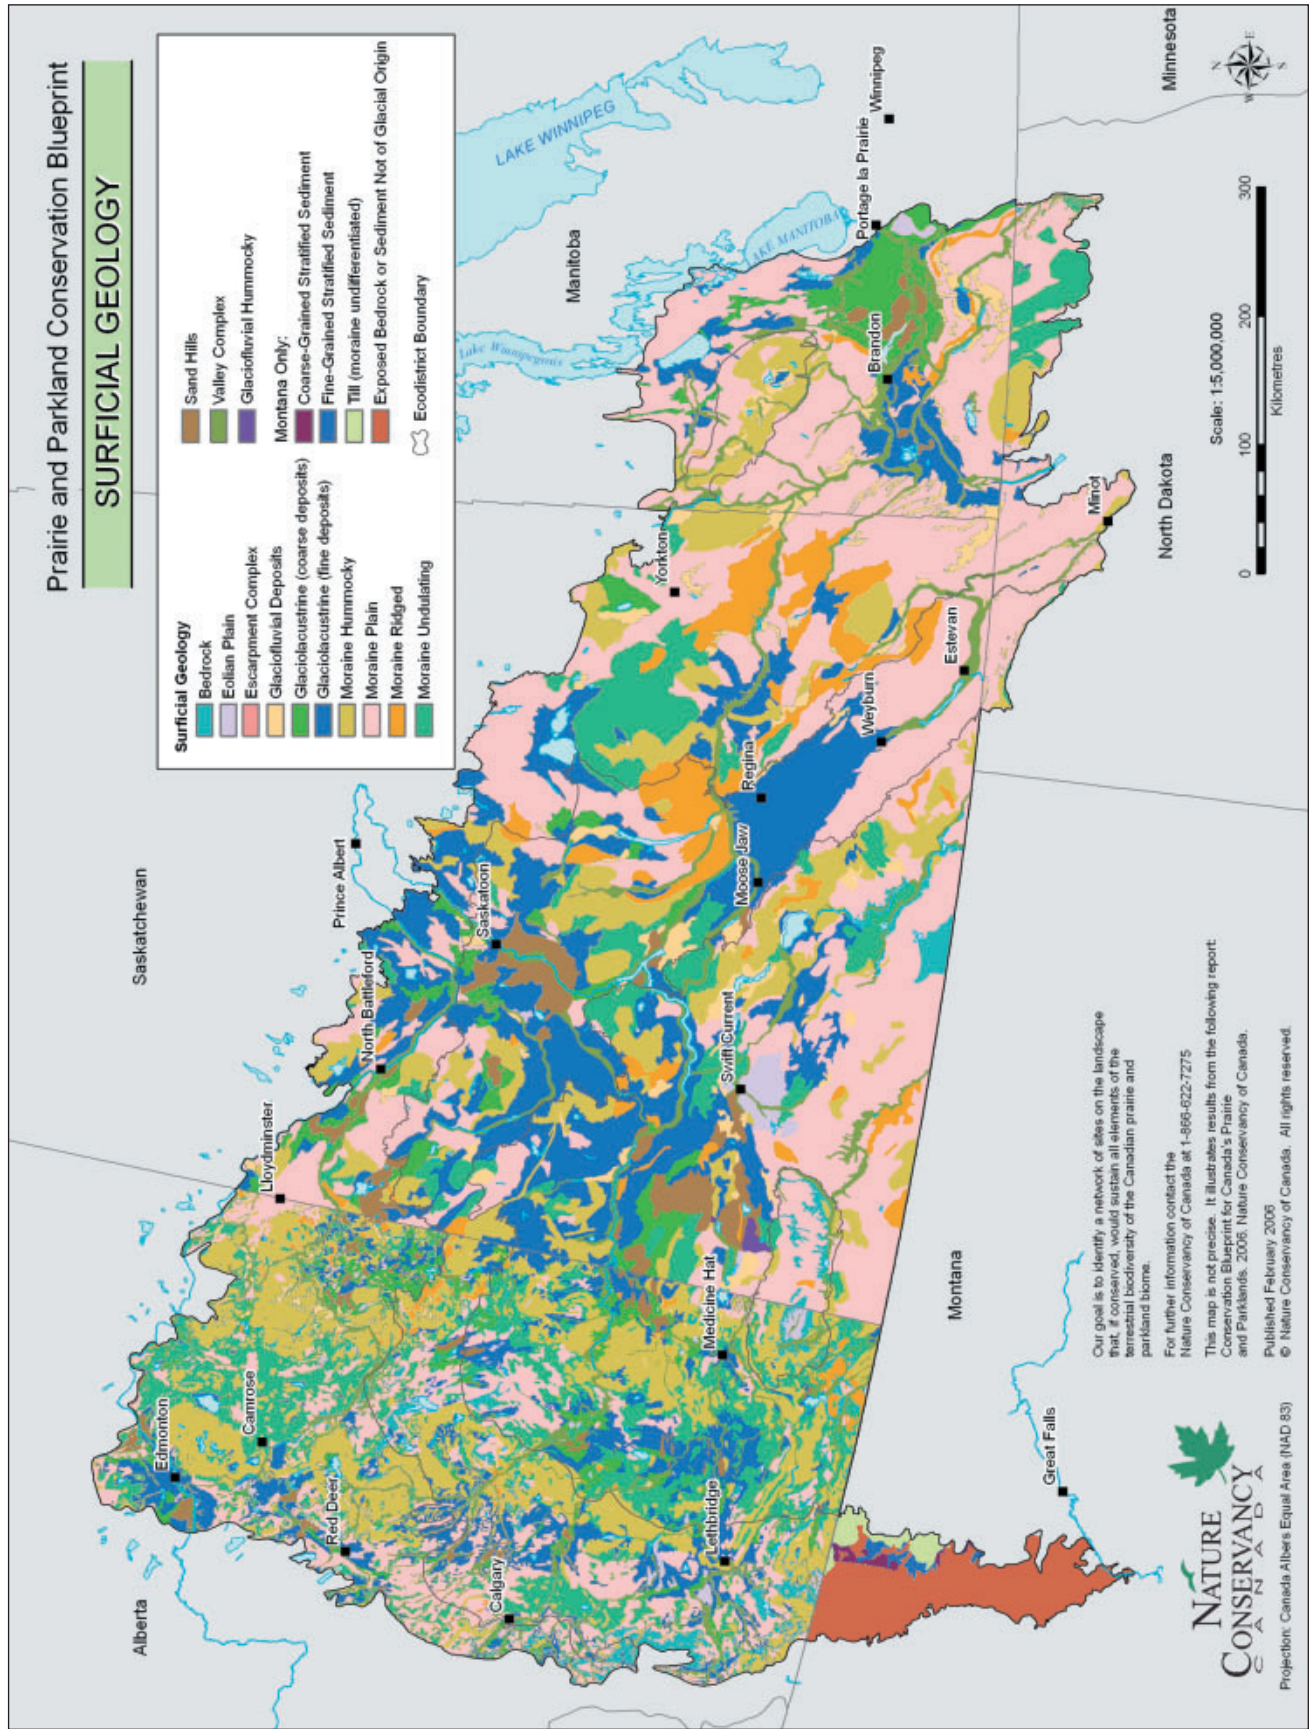 Prairie and Parkland Conservation Blueprint
SURFICIAL GEOLOGY
Surficial Geology
Bedrock
Eolian Plain
Escarpment Complex
Glaciofluvial Deposits
Glaciolacustrine (coarse deposits)
Glaciolacustrine (fine deposits)
Moraine Hummocky
Moraine Plain
Moraine Ridged
Moraine Undulating
Sand Hills
Valley Complex
Glaciofluvial Hummocky
Montana Only:
Coarse-Grained Stratified Sediment
Fine-Grained Stratified Sediment
Till (moraine undifferentiated)
Exposed Bedrock or Sediment Not of Glacial Origin
Ecodistrict Boundary
Alberta
Saskatchewan
Manitoba
LAKE WINNIPEG
Lake Winnipegosis
LAKE MANITOBA
Edmonton
Camrose
Red Deer
Calgary
Lethbridge
Medicine Hat
Lloydminster
North Battleford
Prince Albert
Saskatoon
Swift Current
Moose Jaw
Regina
Weyburn
Estevan
Yorkton
Brandon
Portage la Prairie
Winnipeg
Minot
Great Falls
Montana
North Dakota
Minnesota
N
E
S
W
Scale: 1:5,000,000
0 100 200 300
Kilometres
Our goal is to identify a network of sites on the landscape
that, if conserved, would sustain all elements of the
terrestrial biodiversity of the Canadian prairie and
parkland biome.
For further information contact the
Nature Conservancy of Canada at 1-866-622-7275
This map is not precise. It illustrates results from the following report:
Conservation Blueprint for Canada's Prairie
and Parklands. 2006. Nature Conservancy of Canada.
Published February 2006
© Nature Conservancy of Canada. All rights reserved.
NATURE
CONSERVANCY
CANADA
Projection: Canada Albers Equal Area (NAD 83)